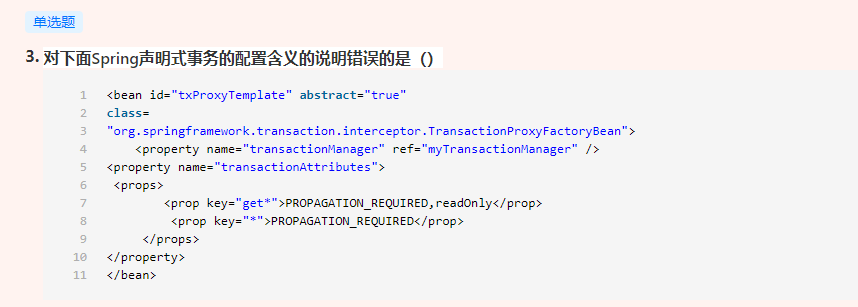 单选题
3. 对下面Spring声明式事务的配置含义的说明错误的是（）
1 <bean id="txProxyTemplate" abstract="true"
2 class=
3 "org.springframework.transaction.interceptor.TransactionProxyFactoryBean">
4 <property name="transactionManager" ref="myTransactionManager" />
5 <property name="transactionAttributes">
6 <props>
7 <prop key="get*">PROPAGATION_REQUIRED,readOnly</prop>
8 <prop key="*">PROPAGATION_REQUIRED</prop>
9 </props>
10 </property>
11 </bean>